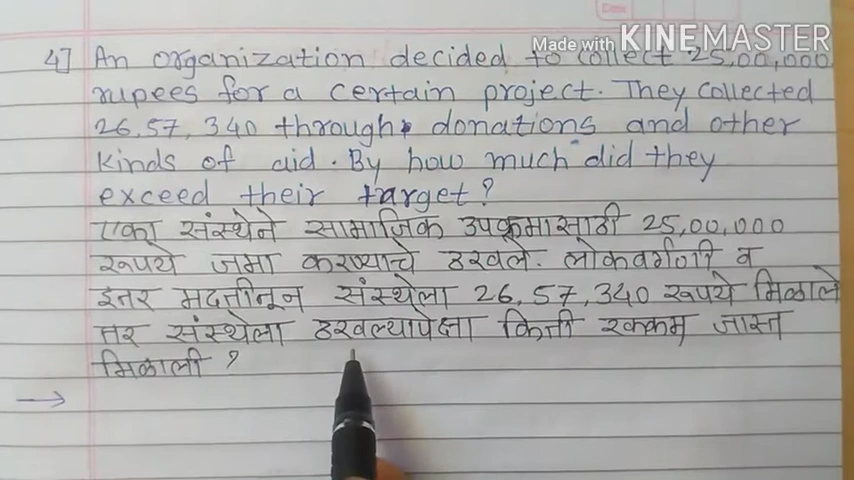 Date
Made with KINEMASTER
4] An organization decided to collect 25,00,000
rupees for a certain project. They collected
26,57,340 through donations and other
kinds of aid. By how much did they
exceed their target?
एका संस्थेने सामाजिक उपक्रमासाठी 25,00,000
रूपये जमा करण्याचे ठरवले. लोकवर्गणी व
इतर मदतीतून संस्थेला 26,57,340 रूपये मिळाले
तर संस्थेला ठरवल्यापेक्षा किती रक्कम जास्त
मिळाली ?
→